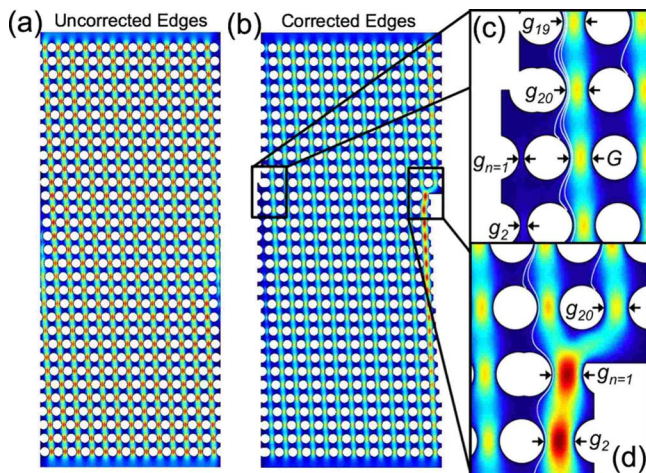 (a) Uncorrected Edges
(b) Corrected Edges
(c)
g19
g20
gn=1
G
g2
g20
gn=1
g2
(d)